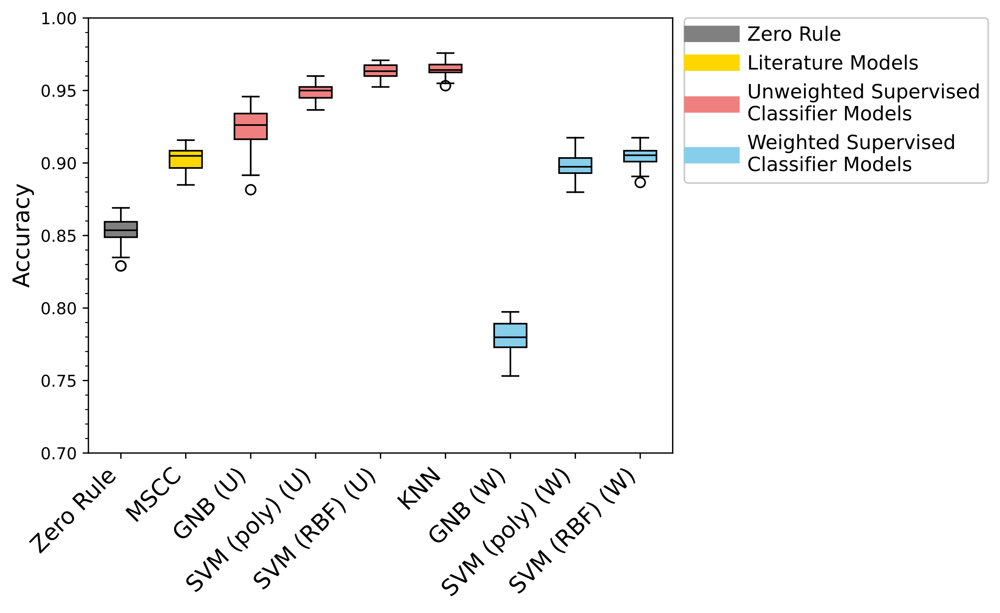 1.00
0.95
0.90
0.85
0.80
0.75
0.70
Accuracy
Zero Rule
MSCC
GNB (U)
SVM (poly) (U)
SVM (RBF) (U)
KNN
GNB (W)
SVM (poly) (W)
SVM (RBF) (W)
Zero Rule
Literature Models
Unweighted Supervised
Classifier Models
Weighted Supervised
Classifier Models